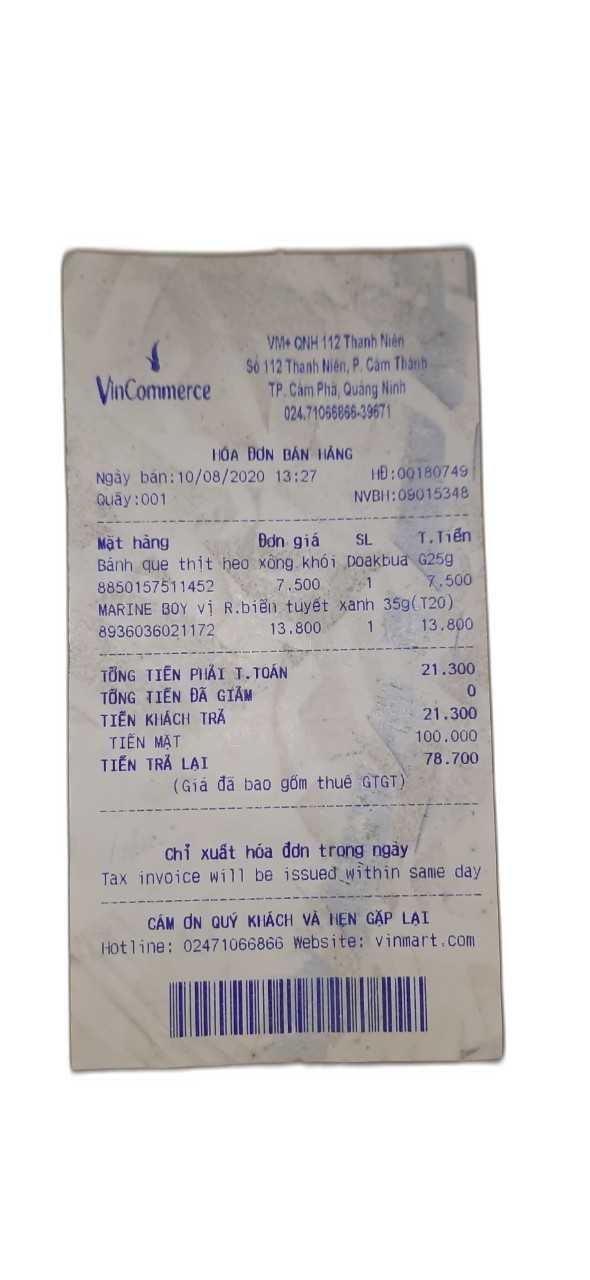 VM+ QNH 112 Thanh Niên
Số 112 Thanh Niên, P. Cẩm Thành
VinCommerce
TP. Cẩm Phả, Quảng Ninh
024.71066866-39671
HÓA ĐƠN BÁN HÀNG
Ngày bán:10/08/2020 13:27 HĐ:00180749
Quầy:001 NVBH:09015348
Mặt hàng Đơn giá SL T.Tiền
Bánh que thịt heo xông khói Doakbua G25g
8850157511452 7.500 1 7.500
MARINE BOY vị R.biển tuyết xanh 35g(T20)
8936036021172 13.800 1 13.800
TỔNG TIỀN PHẢI T.TOÁN 21.300
TỔNG TIỀN ĐÃ GIẢM 0
TIỀN KHÁCH TRẢ 21.300
TIỀN MẶT 100.000
TIỀN TRẢ LẠI 78.700
(Giá đã bao gồm thuế GTGT)
Chỉ xuất hóa đơn trong ngày
Tax invoice will be issued within same day
CẢM ƠN QUÝ KHÁCH VÀ HẸN GẶP LẠI
Hotline: 02471066866 Website: vinmart.com